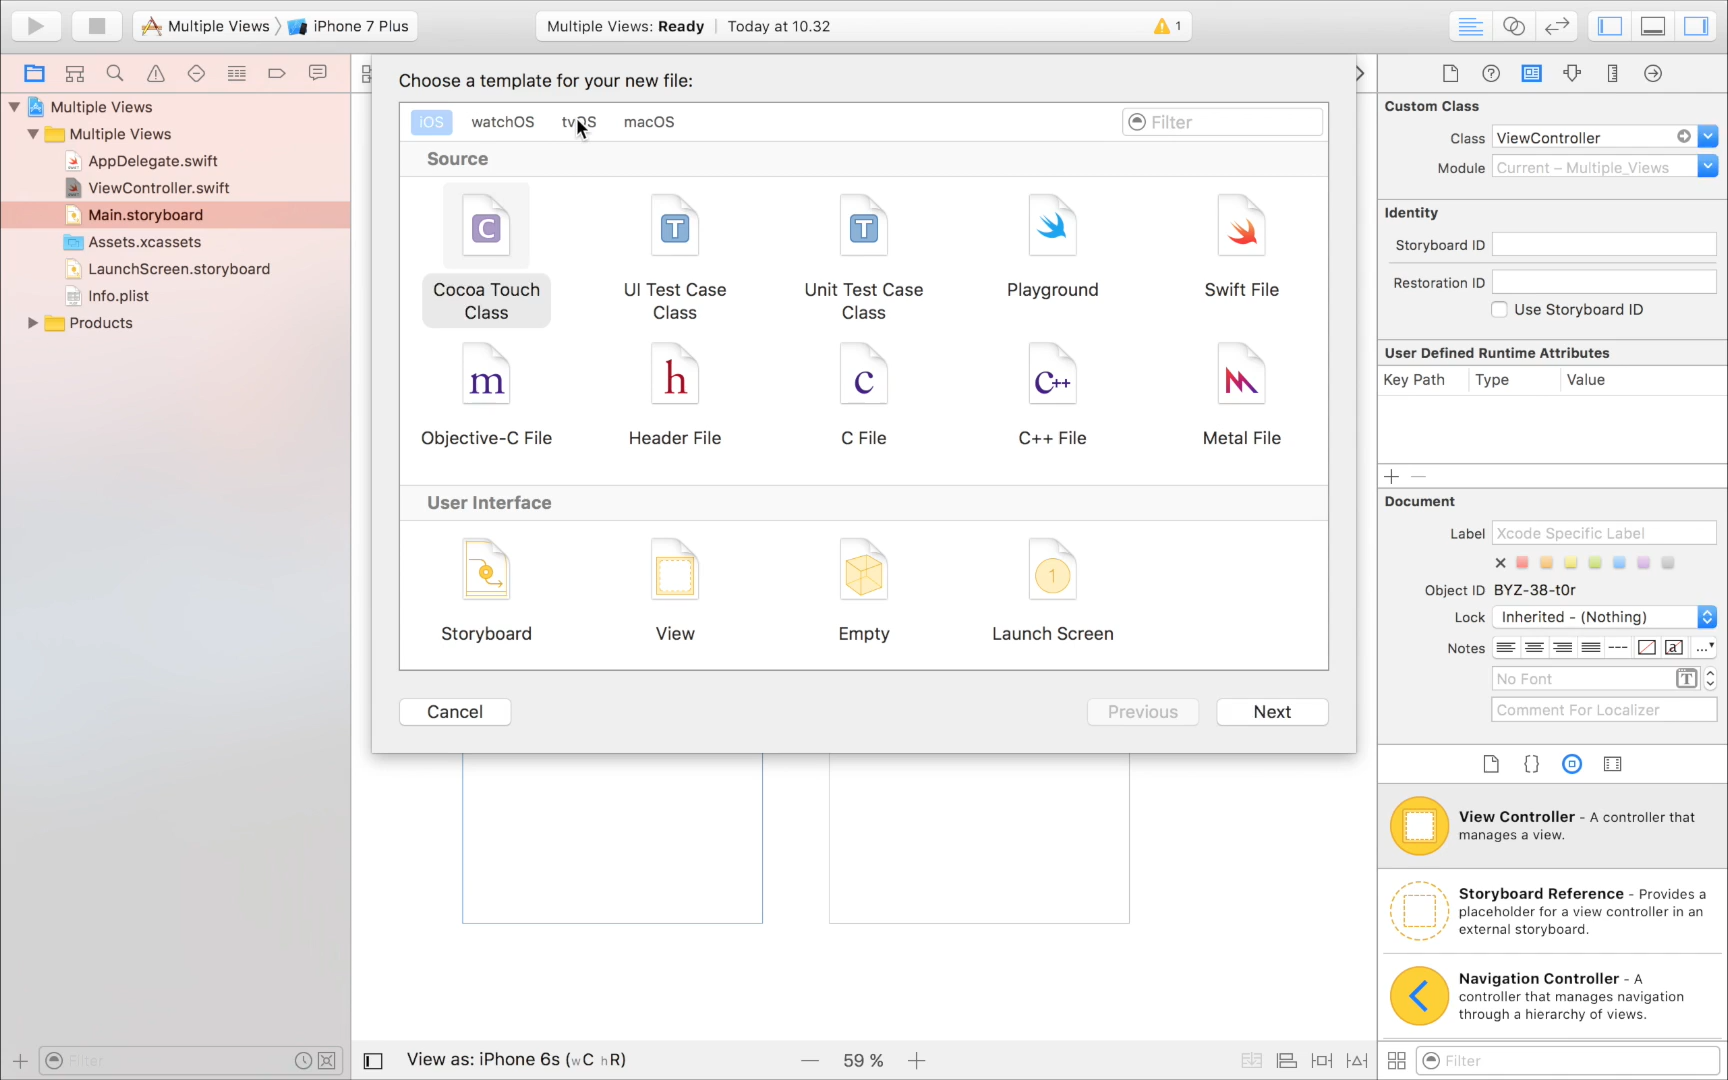 Multiple Views iPhone 7 Plus
Multiple Views: Ready Today at 10.32 1
Multiple Views
Multiple Views
AppDelegate.swift
ViewController.swift
Main.storyboard
Assets.xcassets
LaunchScreen.storyboard
Info.plist
Products
Filter
Choose a template for your new file:
iOS watchOS tvOS macOS Filter
Source
C T T
Cocoa Touch Class
UI Test Case Class
Unit Test Case Class
Playground
Swift File
m h c C++
Objective-C File
Header File
C File
C++ File
Metal File
User Interface
1
Storyboard
View
Empty
Launch Screen
Cancel Previous Next
View as: iPhone 6s (wC hR) 59 %
Custom Class
Class ViewController
Module Current – Multiple_Views
Identity
Storyboard ID
Restoration ID
Use Storyboard ID
User Defined Runtime Attributes
Key Path Type Value
Document
Label Xcode Specific Label
Object ID BYZ-38-t0r
Lock Inherited - (Nothing)
Notes
No Font T
Comment For Localizer
View Controller - A controller that
manages a view.
Storyboard Reference - Provides a
placeholder for a view controller in an
external storyboard.
Navigation Controller - A
controller that manages navigation
through a hierarchy of views.
Filter